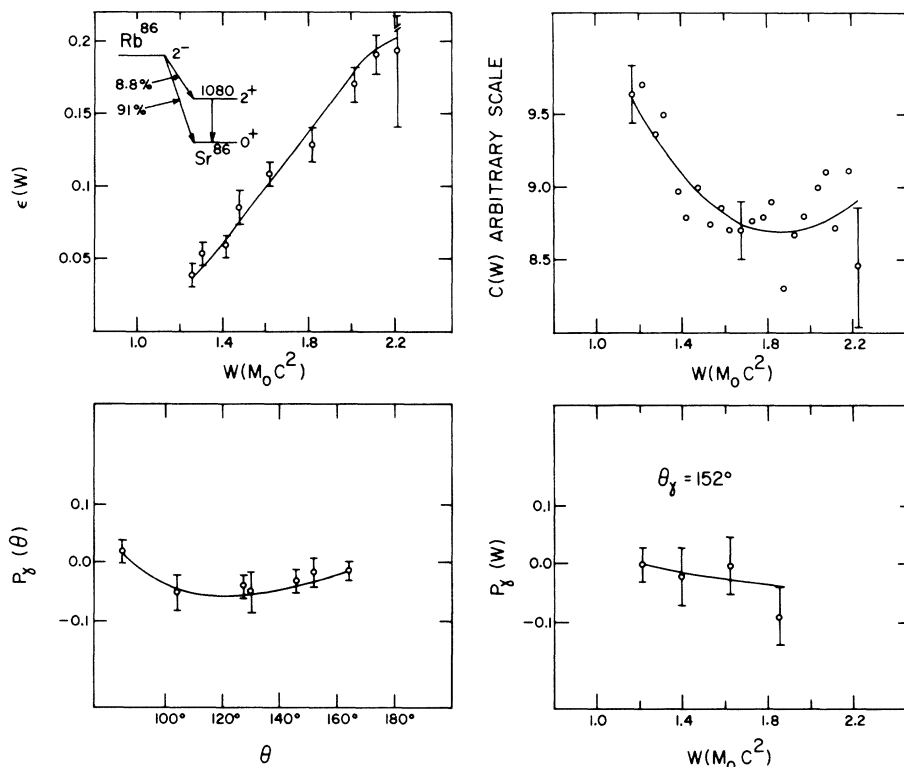 0.2
0.15
0.1
0.05
ε(W)
Rb86
2-
8.8%
91%
1080
2+
0+
Sr86
1.0 1.4 1.8 2.2
W(MoC2)
9.5
9.0
8.5
C(W) ARBITRARY SCALE
1.0 1.4 1.8 2.2
W(MoC2)
0.1
0.0
-0.1
Pγ(θ)
100° 120° 140° 160° 180°
θ
θγ = 152°
0.1
0.0
-0.1
Pγ(W)
1.0 1.4 1.8 2.2
W(MoC2)